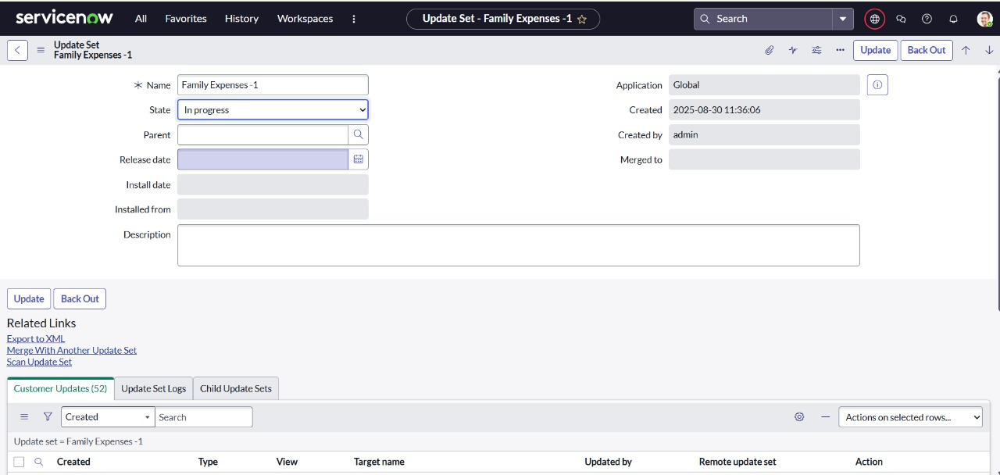 servicenow All Favorites History Workspaces Update Set - Family Expenses -1 Search
Update Set
Family Expenses -1
Update Back Out
Name Family Expenses -1 Application Global
State In progress Created 2025-08-30 11:36:06
Parent Created by admin
Release date Merged to
Install date
Installed from
Description
Update Back Out
Related Links
Export to XML
Merge With Another Update Set
Scan Update Set
Customer Updates (52) Update Set Logs Child Update Sets
Created Search Actions on selected rows...
Update set = Family Expenses -1
Created Type View Target name Updated by Remote update set Action